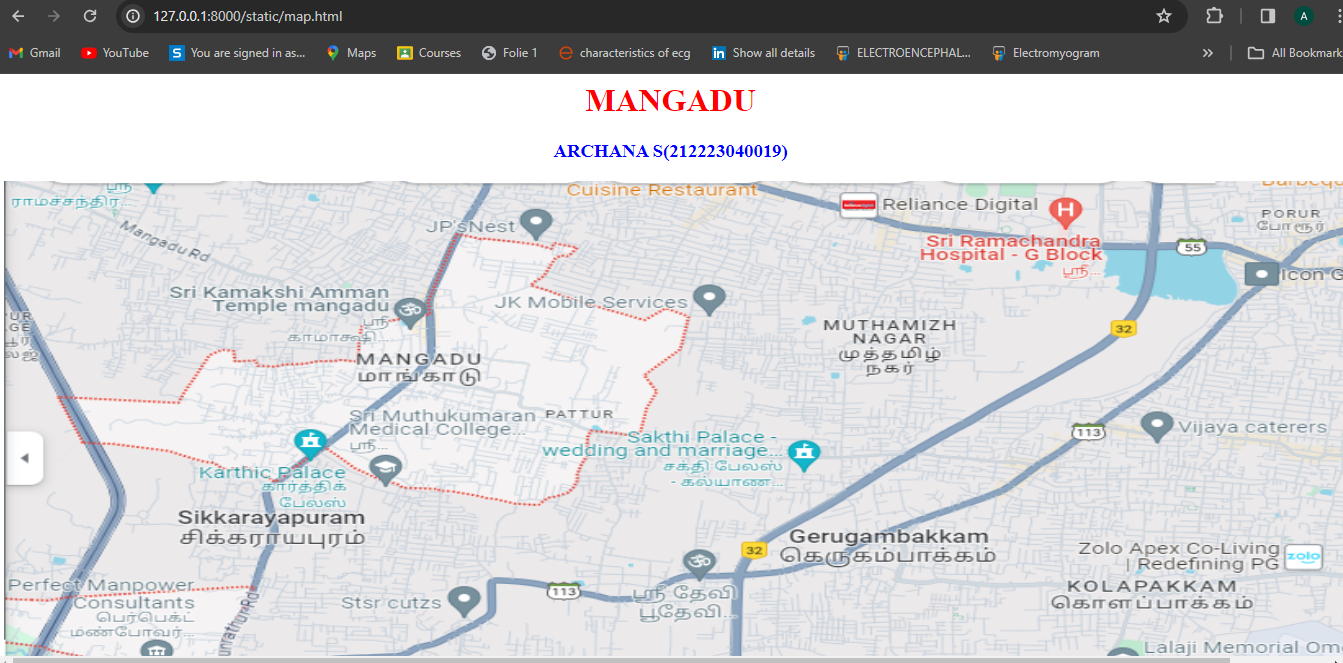 127.0.0.1:8000/static/map.html
A
Gmail
YouTube
You are signed in as...
Maps
Courses
Folie 1
characteristics of ecg
Show all details
ELECTROENCEPHAL...
Electromyogram
»
All Bookmark
MANGADU
ARCHANA S(212223040019)
ஸ்ரீ
ராமச்சந்திர...
Mangadu Rd
JP'sNest
Cuisine Restaurant
Reliance Digital
Sri Ramachandra
Hospital - G Block
ஸ்ரீ...
55
PORUR
போரூர்
Icon G
Sri Kamakshi Amman
Temple mangadu
ஸ்ரீ
காமாக்ஷி...
JK Mobile Services
MUTHAMIZH
NAGAR
முத்தமிழ்
நகர்
32
MANGADU
மாங்காடு
Sri Muthukumaran
Medical College...
ஸ்ரீ...
PATTUR
Sakthi Palace -
wedding and marriage...
சக்தி பேலஸ்
- கல்யாண...
113
Vijaya caterers
Karthic Palace
கார்த்திக்
பேலஸ்
Sikkarayapuram
சிக்கராயபுரம்
32
Gerugambakkam
கெருகம்பாக்கம்
Zolo Apex Co-Living
| Redefining PG
zolo
KOLAPAKKAM
கொளப்பாக்கம்
Perfect Manpower
Consultants
பெர்பெக்ட்
மண்போவர்...
unrathur Rd
Stsr cutzs
113
ஸ்ரீ தேவி
பூதேவி...
Lalaji Memorial Om